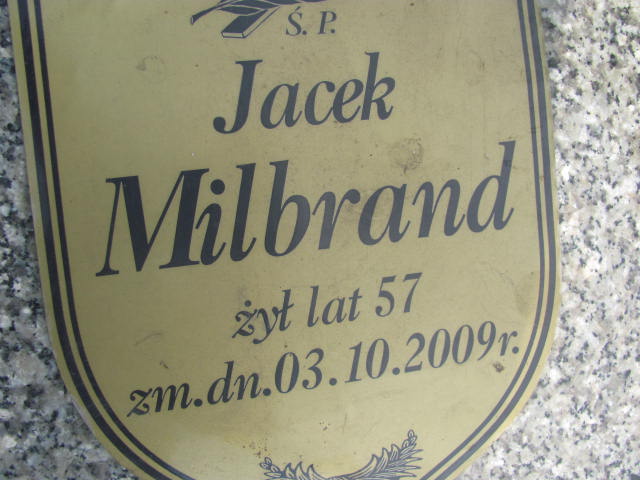 Ś. P.
Jacek
Milbrand
żył lat 57
zm.dn.03.10.2009r.